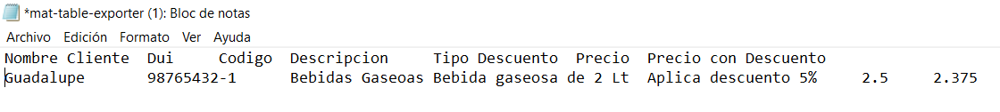 *mat-table-exporter (1): Bloc de notas
Archivo Edición Formato Ver Ayuda
Nombre Cliente Dui Codigo Descripcion Tipo Descuento Precio Precio con Descuento
Guadalupe 98765432-1 Bebidas Gaseoas Bebida gaseosa de 2 Lt Aplica descuento 5% 2.5 2.375